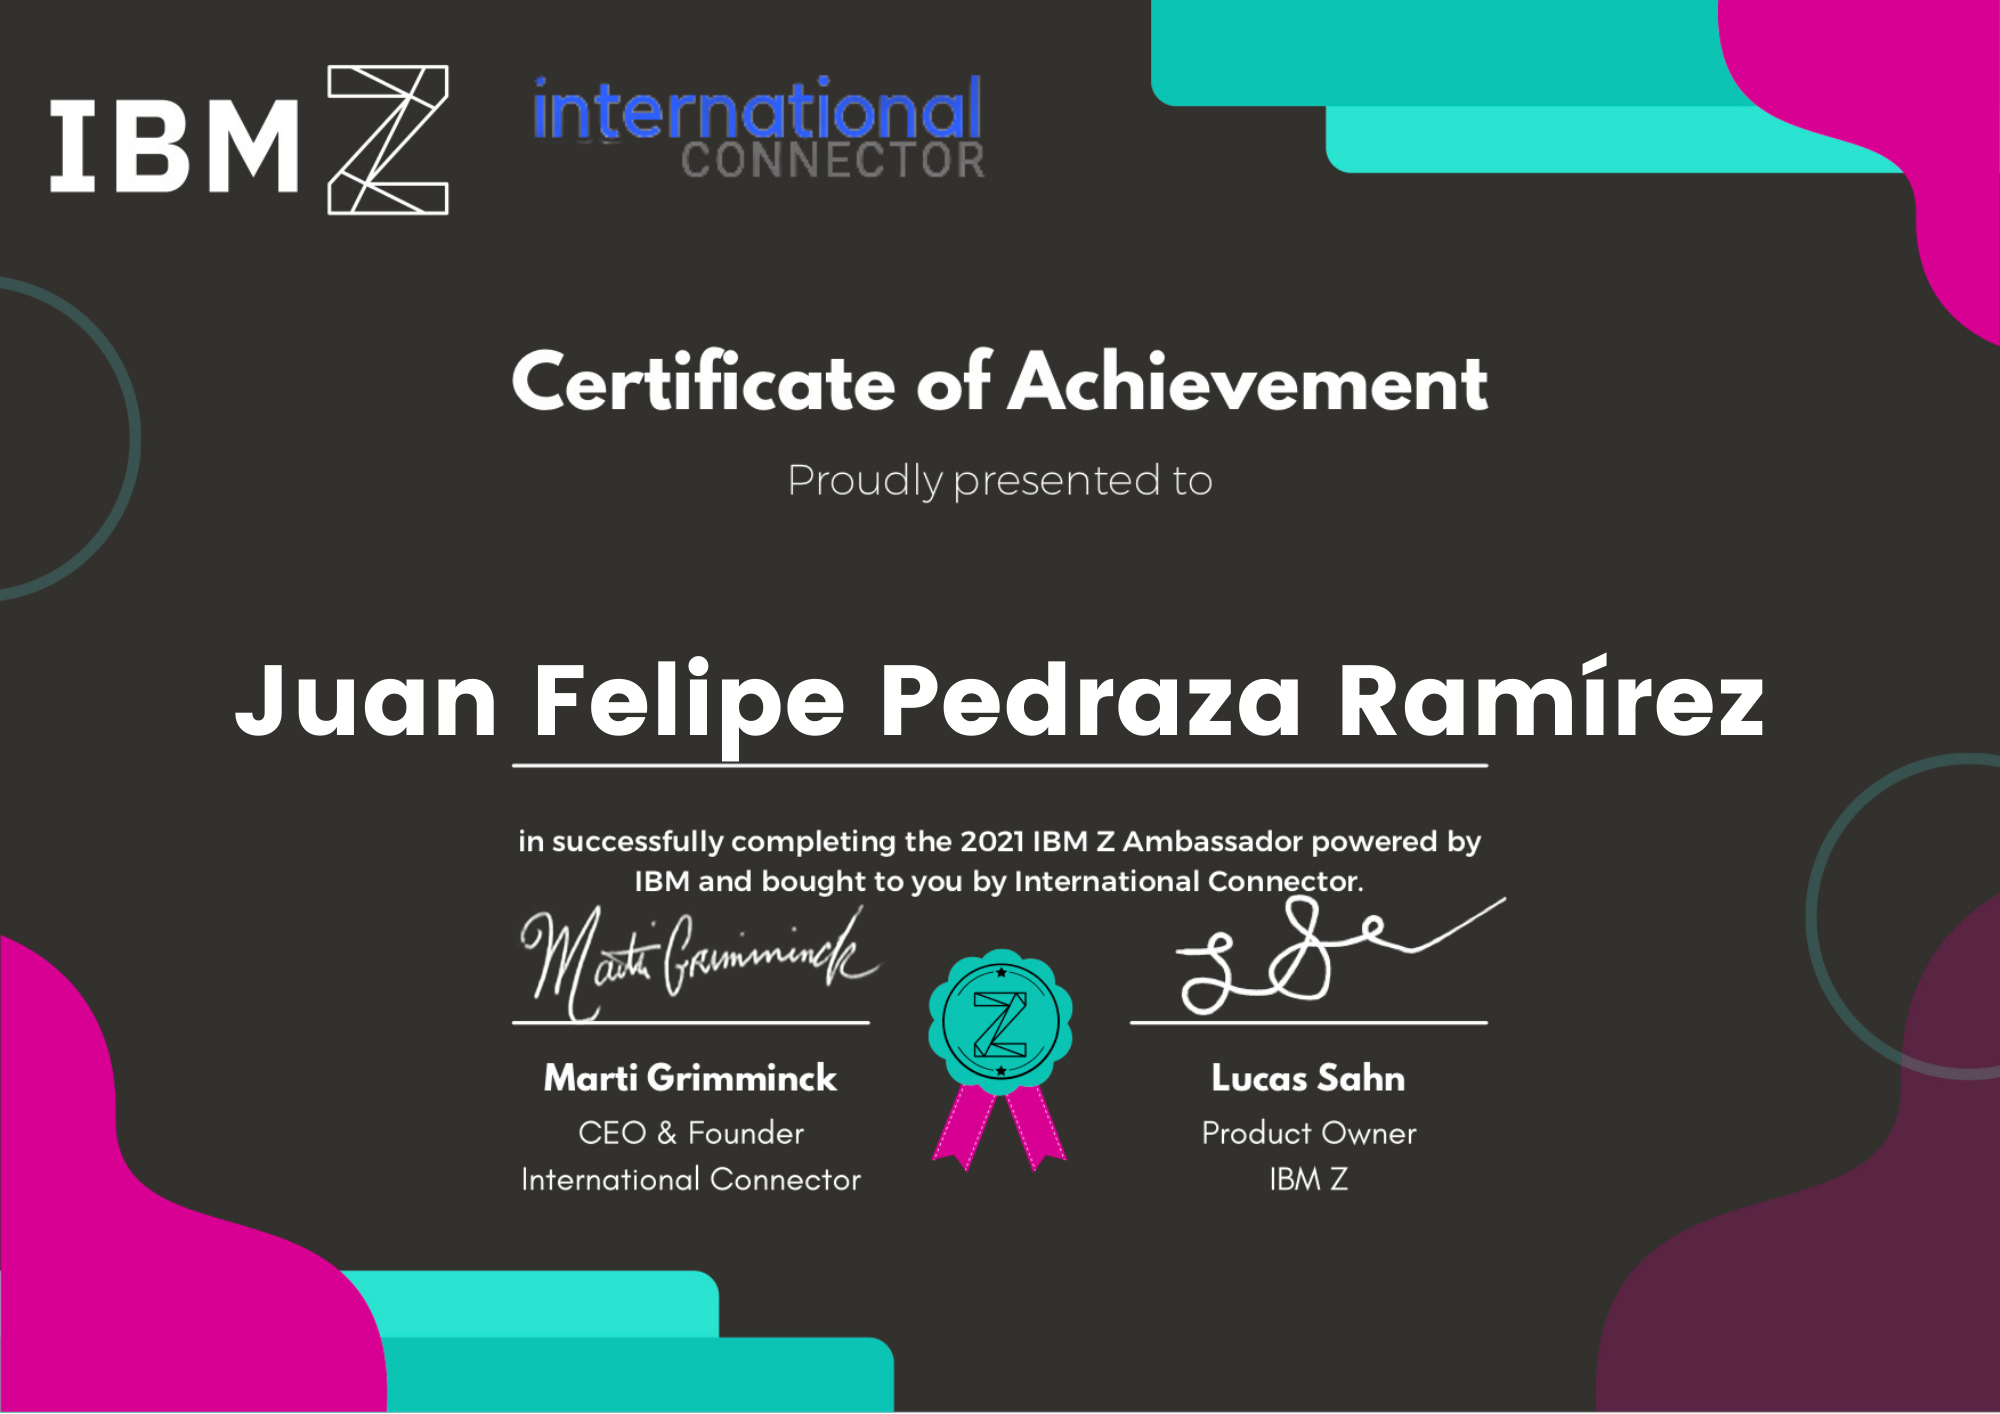 IBM Z
international
CONNECTOR
Certificate of Achievement
Proudly presented to
Juan Felipe Pedraza Ramírez
in successfully completing the 2021 IBM Z Ambassador powered by
IBM and bought to you by International Connector.
Marti Grimminck
Z
Marti Grimminck
Lucas Sahn
CEO & Founder
Product Owner
International Connector
IBM Z